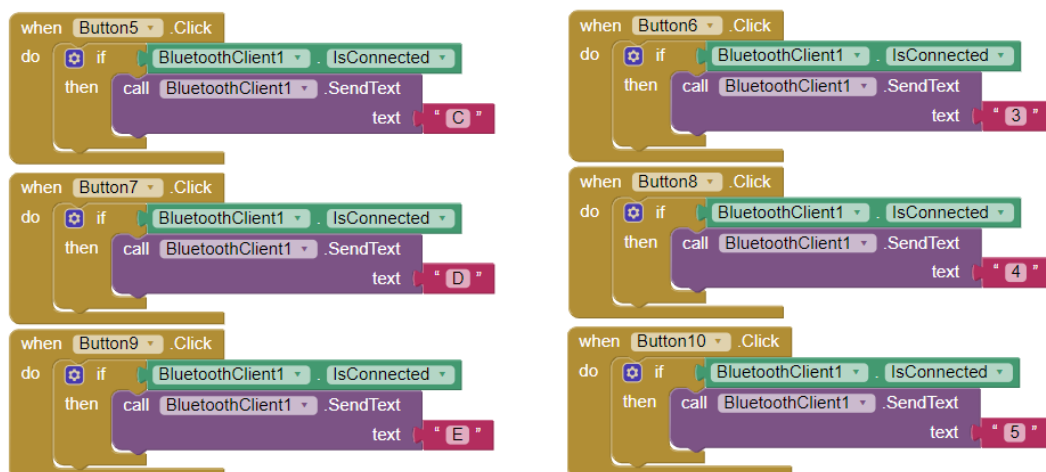 when Button5 .Click
do if BluetoothClient1 . IsConnected
then call BluetoothClient1 .SendText
text " C "
when Button7 .Click
do if BluetoothClient1 . IsConnected
then call BluetoothClient1 .SendText
text " D "
when Button9 .Click
do if BluetoothClient1 . IsConnected
then call BluetoothClient1 .SendText
text " E "
when Button6 .Click
do if BluetoothClient1 . IsConnected
then call BluetoothClient1 .SendText
text " 3 "
when Button8 .Click
do if BluetoothClient1 . IsConnected
then call BluetoothClient1 .SendText
text " 4 "
when Button10 .Click
do if BluetoothClient1 . IsConnected
then call BluetoothClient1 .SendText
text " 5 "